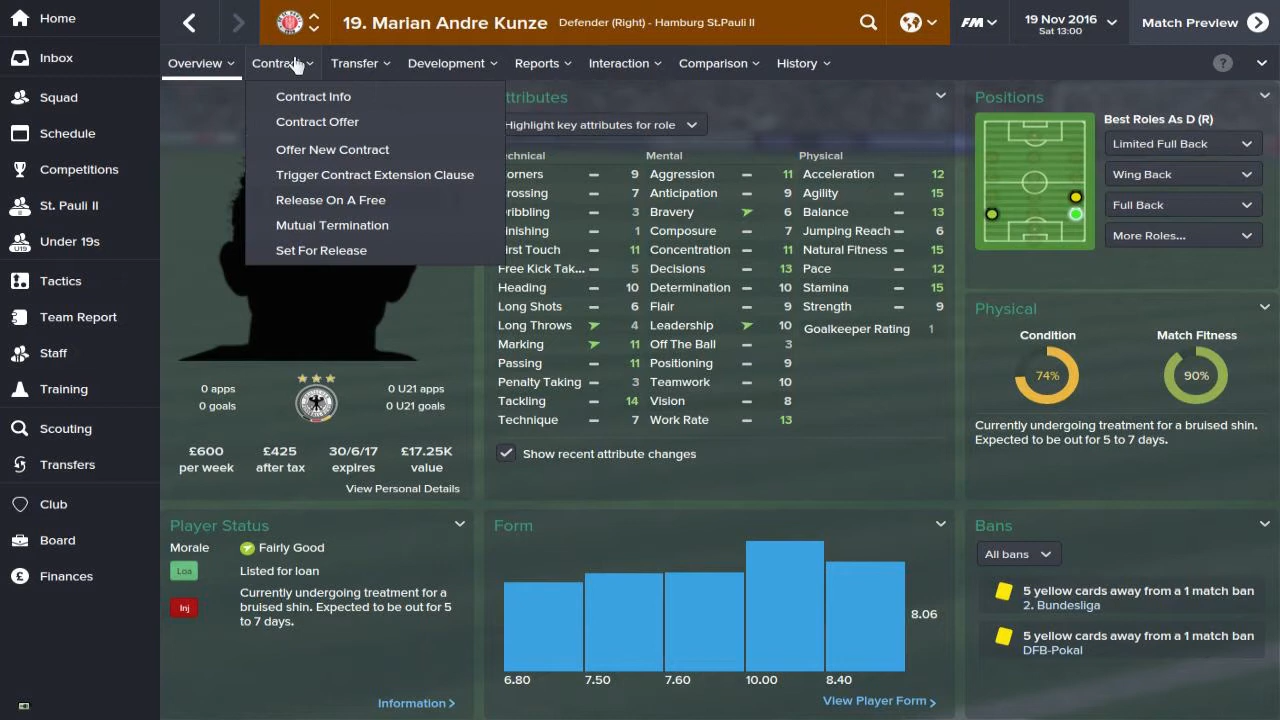 Home
Inbox
Squad
Schedule
Competitions
St. Pauli II
Under 19s
Tactics
Team Report
Staff
Training
Scouting
Transfers
Club
Board
Finances
19. Marian Andre Kunze
Defender (Right) - Hamburg St.Pauli II
FM
19 Nov 2016
Sat 13:00
Match Preview
Overview
Transfer
Development
Reports
Interaction
Comparison
History
?
Contract Info
Contract Offer
Offer New Contract
Trigger Contract Extension Clause
Release On A Free
Mutual Termination
Set For Release
0 apps
0 goals
0 U21 apps
0 U21 goals
£600 per week
£425 after tax
30/6/17 expires
£17.25K value
View Personal Details
Highlight key attributes for role
Mental
Physical
9
7
3
1
11
5
Heading 10
Long Shots 6
Long Throws 4
Marking 11
Passing 11
Penalty Taking 3
Tackling 14
Technique 7
Aggression 11
Anticipation 9
Bravery 6
Composure 7
Concentration 11
Decisions 13
Determination 10
Flair 9
Leadership 10
Off The Ball 3
Positioning 9
Teamwork 10
Vision 8
Work Rate 13
Acceleration 12
Agility 15
Balance 13
Jumping Reach 6
Natural Fitness 15
Pace 12
Stamina 15
Strength 9
Goalkeeper Rating 1
Show recent attribute changes
Positions
Best Roles As D (R)
Limited Full Back
Wing Back
Full Back
More Roles...
Physical
Condition
74%
Match Fitness
90%
Currently undergoing treatment for a bruised shin.
Expected to be out for 5 to 7 days.
Player Status
Morale
Fairly Good
Loa
Listed for loan
Inj
Currently undergoing treatment for a
bruised shin. Expected to be out for 5
to 7 days.
Information >
Form
8.06
6.80
7.50
7.60
10.00
8.40
View Player Form >
Bans
All bans
5 yellow cards away from a 1 match ban
2. Bundesliga
5 yellow cards away from a 1 match ban
DFB-Pokal